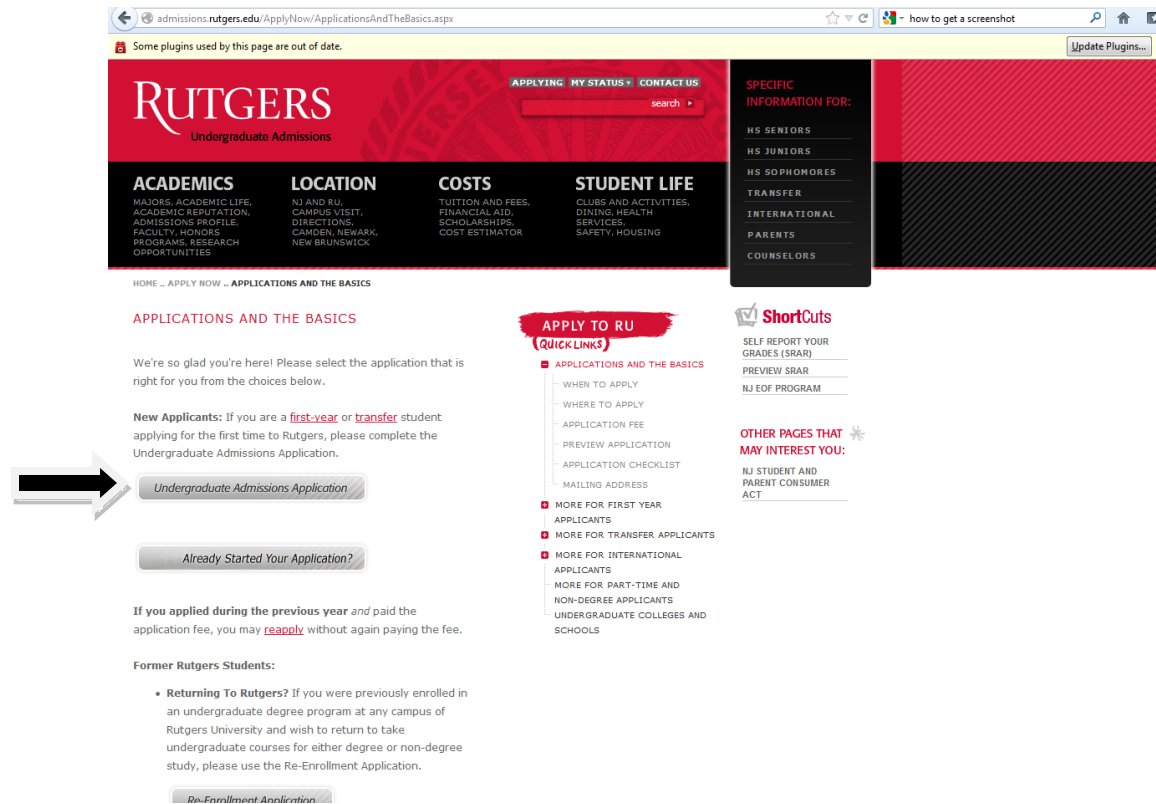 admissions.rutgers.edu/ApplyNow/ApplicationsAndTheBasics.aspx
how to get a screenshot
Some plugins used by this page are out of date.
Update Plugins...
RUTGERS
Undergraduate Admissions
APPLYING MY STATUS CONTACT US
search
SPECIFIC
INFORMATION FOR:
HS SENIORS
HS JUNIORS
HS SOPHOMORES
TRANSFER
INTERNATIONAL
PARENTS
COUNSELORS
ACADEMICS
MAJORS, ACADEMIC LIFE,
ACADEMIC REPUTATION,
ADMISSIONS PROFILE,
FACULTY, HONORS
PROGRAMS, RESEARCH
OPPORTUNITIES
LOCATION
NJ AND RU,
CAMPUS VISIT,
DIRECTIONS,
CAMDEN, NEWARK,
NEW BRUNSWICK
COSTS
TUITION AND FEES,
FINANCIAL AID,
SCHOLARSHIPS,
COST ESTIMATOR
STUDENT LIFE
CLUBS AND ACTIVITIES,
DINING, HEALTH
SERVICES,
SAFETY, HOUSING
HOME .. APPLY NOW .. APPLICATIONS AND THE BASICS
APPLICATIONS AND THE BASICS
We're so glad you're here! Please select the application that is
right for you from the choices below.
New Applicants: If you are a first-year or transfer student
applying for the first time to Rutgers, please complete the
Undergraduate Admissions Application.
Undergraduate Admissions Application
Already Started Your Application?
If you applied during the previous year and paid the
application fee, you may reapply without again paying the fee.
Former Rutgers Students:
• Returning To Rutgers? If you were previously enrolled in
an undergraduate degree program at any campus of
Rutgers University and wish to return to take
undergraduate courses for either degree or non-degree
study, please use the Re-Enrollment Application.
Re-Enrollment Application
APPLY TO RU
(QUICK LINKS)
APPLICATIONS AND THE BASICS
WHEN TO APPLY
WHERE TO APPLY
APPLICATION FEE
PREVIEW APPLICATION
APPLICATION CHECKLIST
MAILING ADDRESS
MORE FOR FIRST YEAR
APPLICANTS
MORE FOR TRANSFER APPLICANTS
MORE FOR INTERNATIONAL
APPLICANTS
MORE FOR PART-TIME AND
NON-DEGREE APPLICANTS
UNDERGRADUATE COLLEGES AND
SCHOOLS
ShortCuts
SELF REPORT YOUR
GRADES (SRAR)
PREVIEW SRAR
NJ EOF PROGRAM
OTHER PAGES THAT
MAY INTEREST YOU:
NJ STUDENT AND
PARENT CONSUMER
ACT